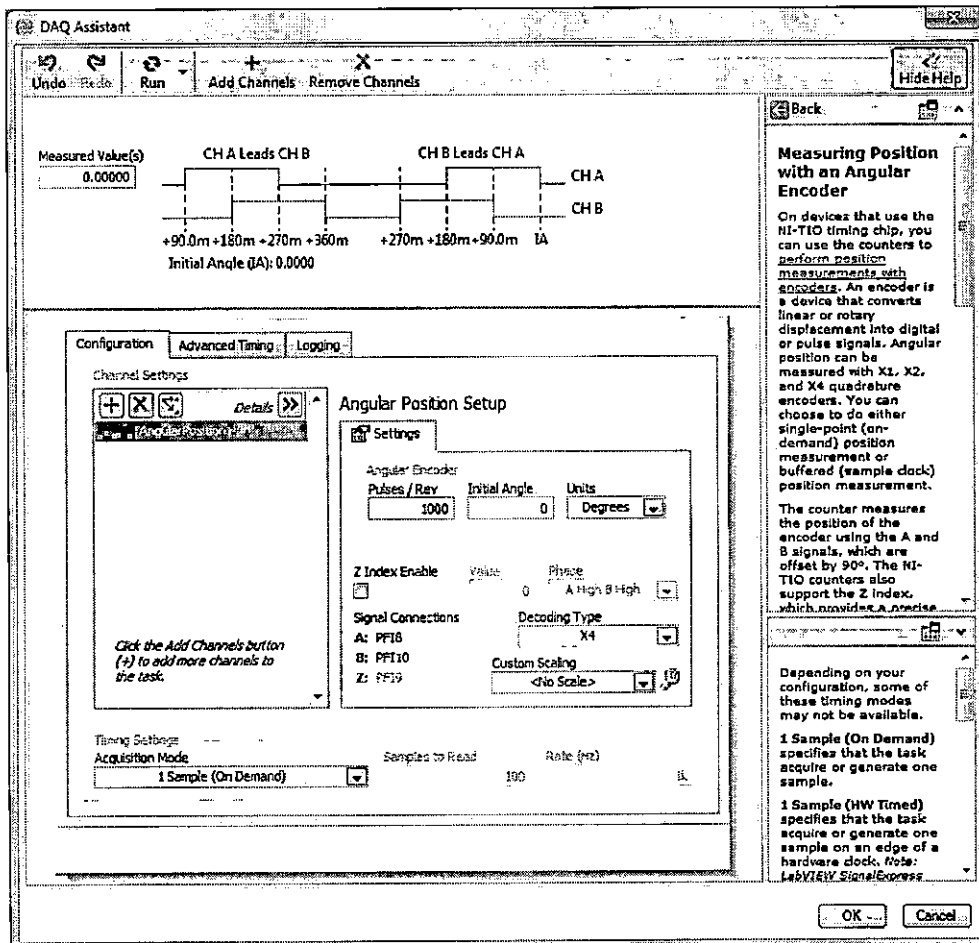 DAQ Assistant
Undo Redo Run Add Channels Remove Channels
Hide Help
Measured Value(s)
0.00000
CH A Leads CH B CH B Leads CH A
CH A
CH B
+90.0m +180m +270m +360m +270m +180m +90.0m IA
Initial Angle (IA): 0.0000
Configuration Advanced Timing Logging
Channel Settings
Details
AngularPosition
Click the Add Channels button
(+) to add more channels to
the task.
Angular Position Setup
Settings
Angular Encoder
Pulses / Rev Initial Angle Units
1000 0 Degrees
Z Index Enable Value Phase
0 A High B High
Signal Connections Decoding Type
A: PFI8 X4
B: PFI10 Custom Scaling
Z: PFI9 <No Scale>
Timing Settings
Acquisition Mode Samples to Read Rate (Hz)
1 Sample (On Demand) 100 1k
Back
Measuring Position
with an Angular
Encoder
On devices that use the
NI-TIO timing chip, you
can use the counters to
perform position
measurements with
encoders. An encoder is
a device that converts
linear or rotary
displacement into digital
or pulse signals. Angular
position can be
measured with X1, X2,
and X4 quadrature
encoders. You can
choose to do either
single-point (on-
demand) position
measurement or
buffered (sample clock)
position measurement.
The counter measures
the position of the
encoder using the A and
B signals, which are
offset by 90°. The NI-
TIO counters also
support the Z index,
which provides a precise
Depending on your
configuration, some of
these timing modes
may not be available.
1 Sample (On Demand)
specifies that the task
acquire or generate one
sample.
1 Sample (HW Timed)
specifies that the task
acquire or generate one
sample on an edge of a
hardware clock. Note:
LabVIEW SignalExpress
OK Cancel